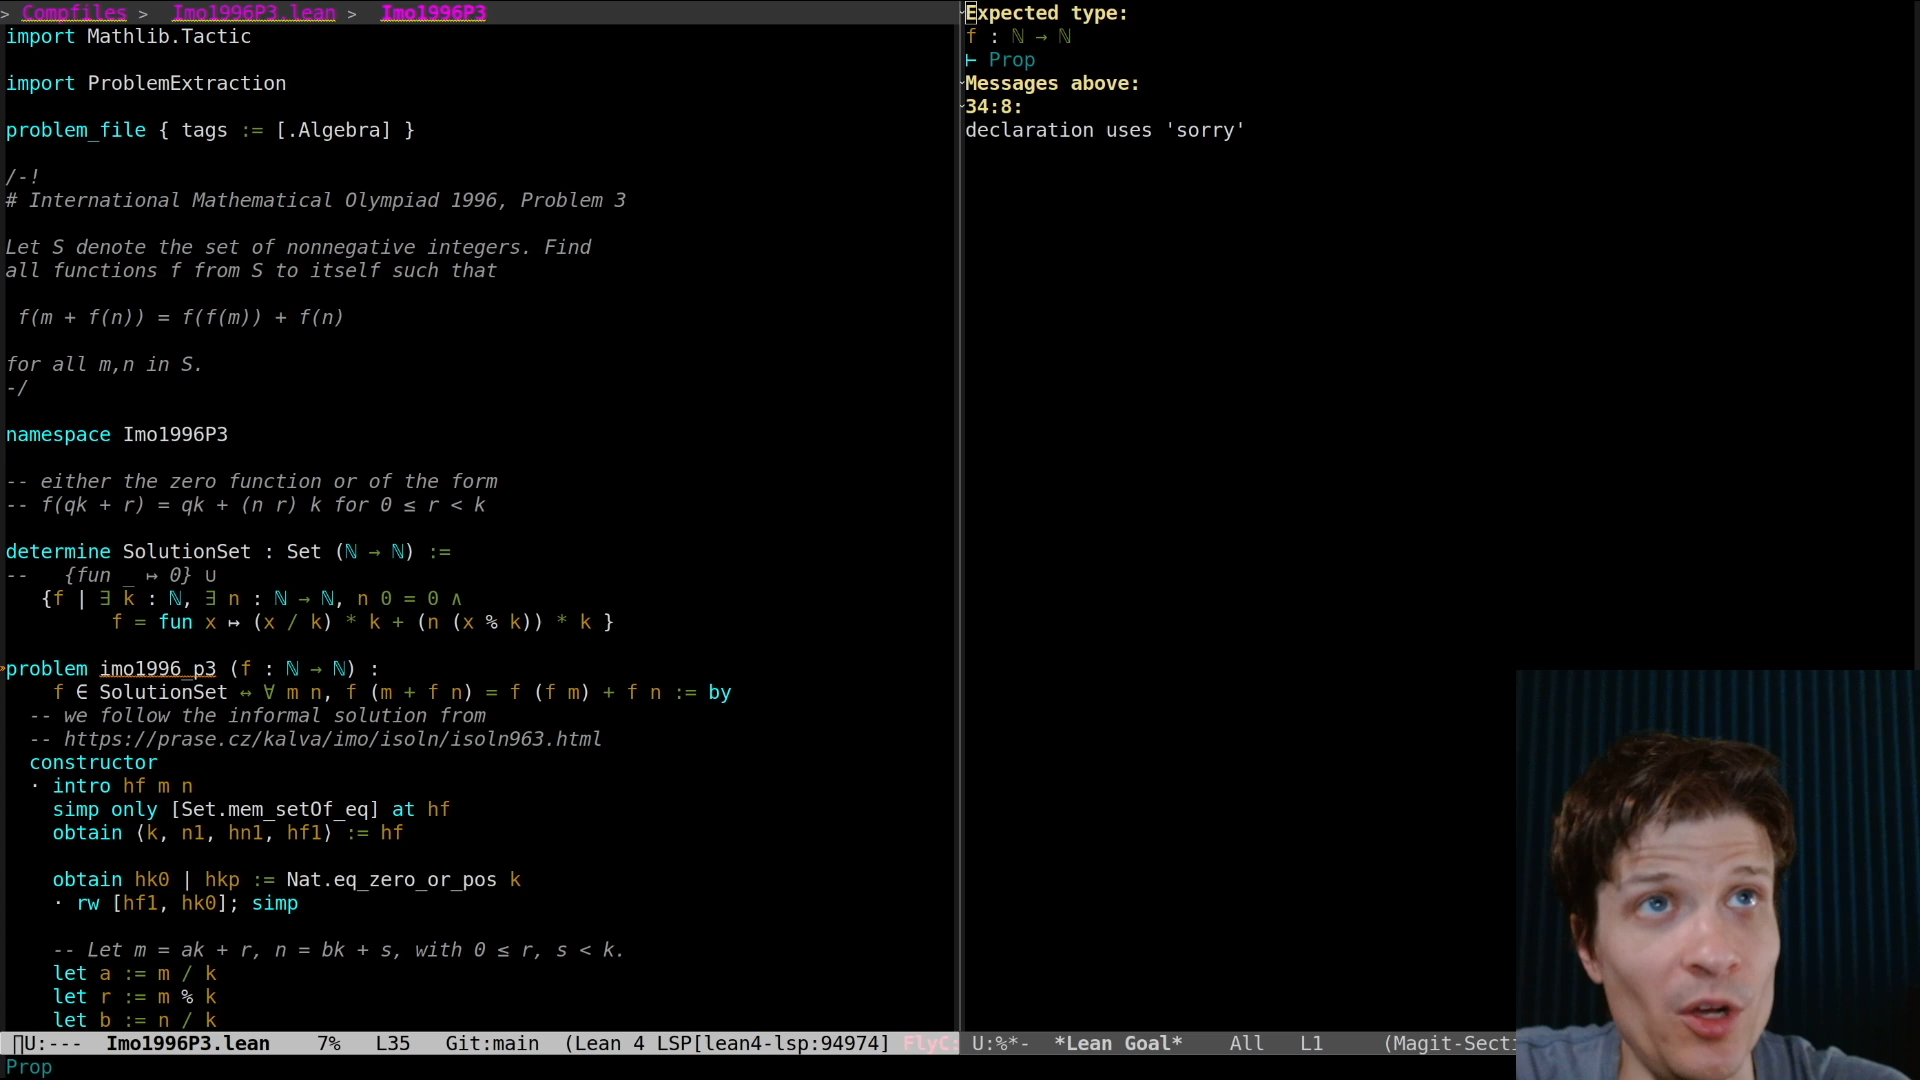 > Compfiles > Imo1996P3.lean > Imo1996P3
import Mathlib.Tactic
import ProblemExtraction
problem_file { tags := [.Algebra] }
/-!
# International Mathematical Olympiad 1996, Problem 3
Let S denote the set of nonnegative integers. Find
all functions f from S to itself such that
f(m + f(n)) = f(f(m)) + f(n)
for all m,n in S.
-/
namespace Imo1996P3
-- either the zero function or of the form
-- f(qk + r) = qk + (n r) k for 0 ≤ r < k
determine SolutionSet : Set (ℕ → ℕ) :=
--   {fun _ ↦ 0} ∪
{f | ∃ k : ℕ, ∃ n : ℕ → ℕ, n 0 = 0 ∧
f = fun x ↦ (x / k) * k + (n (x % k)) * k }
problem imo1996_p3 (f : ℕ → ℕ) :
f ∈ SolutionSet ↔ ∀ m n, f (m + f n) = f (f m) + f n := by
-- we follow the informal solution from
-- https://prase.cz/kalva/imo/isoln/isoln963.html
constructor
· intro hf m n
simp only [Set.mem_setOf_eq] at hf
obtain ⟨k, n1, hn1, hf1⟩ := hf
obtain hk0 | hkp := Nat.eq_zero_or_pos k
· rw [hf1, hk0]; simp
-- Let m = ak + r, n = bk + s, with 0 ≤ r, s < k.
let a := m / k
let r := m % k
let b := n / k
U:---  Imo1996P3.lean    7%   L35   Git:main  (Lean 4 LSP[lean4-lsp:94974] FlyC:
Prop
Expected type:
f : ℕ → ℕ
⊢ Prop
Messages above:
34:8:
declaration uses 'sorry'
U:%*-  *Lean Goal*    All   L1     (Magit-Secti